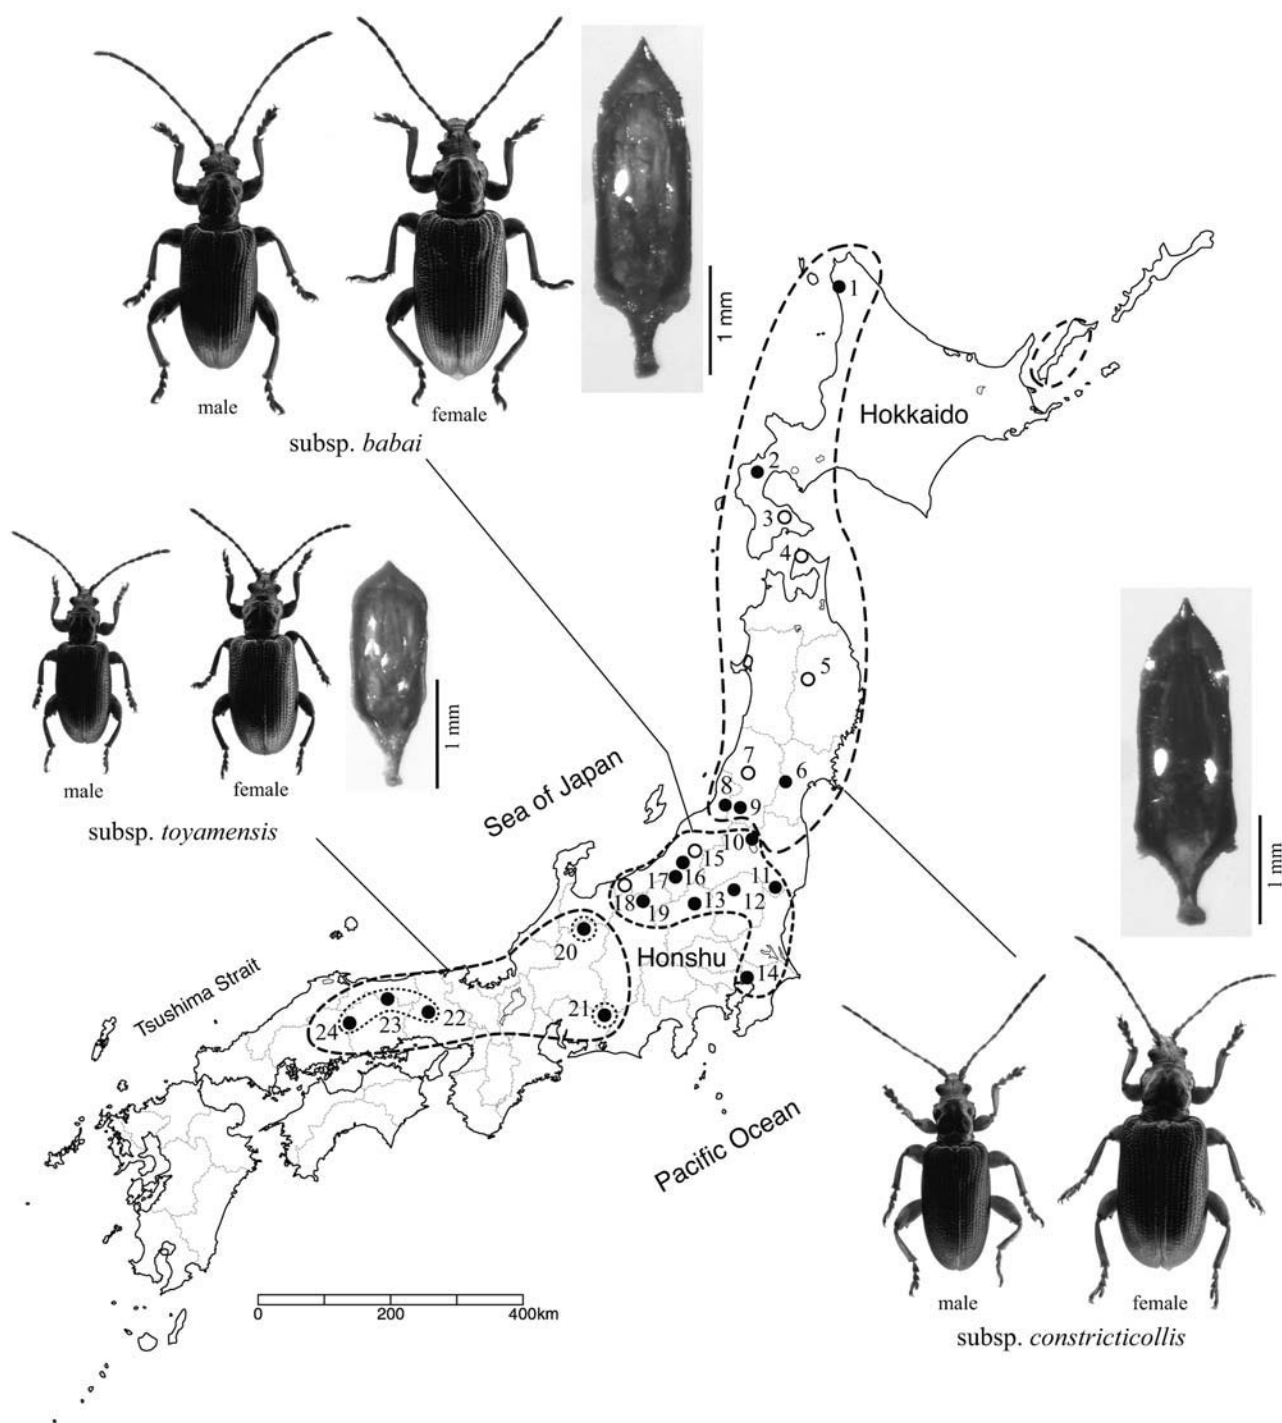 male
female
subsp. babai
1 mm
male
female
subsp. toyamensis
1 mm
Hokkaido
Sea of Japan
Honshu
Tsushima Strait
Pacific Ocean
1
2
3
4
5
6
7
8
9
10
11
12
13
14
15
16
17
18
19
20
21
22
23
24
0
200
400km
1 mm
male
female
subsp. constricticollis